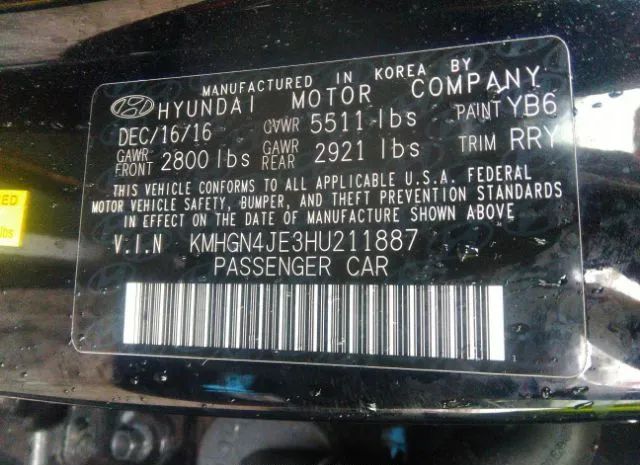 MANUFACTURED IN KOREA BY
HYUNDAI MOTOR COMPANY
DEC/16/16 GVWR 5511 lbs PAINT YB6
GAWR FRONT 2800 lbs GAWR REAR 2921 lbs TRIM RRY
THIS VEHICLE CONFORMS TO ALL APPLICABLE U.S.A. FEDERAL
MOTOR VEHICLE SAFETY, BUMPER, AND THEFT PREVENTION STANDARDS
IN EFFECT ON THE DATE OF MANUFACTURE SHOWN ABOVE
V.I.N KMHGN4JE3HU211887
PASSENGER CAR
lbs